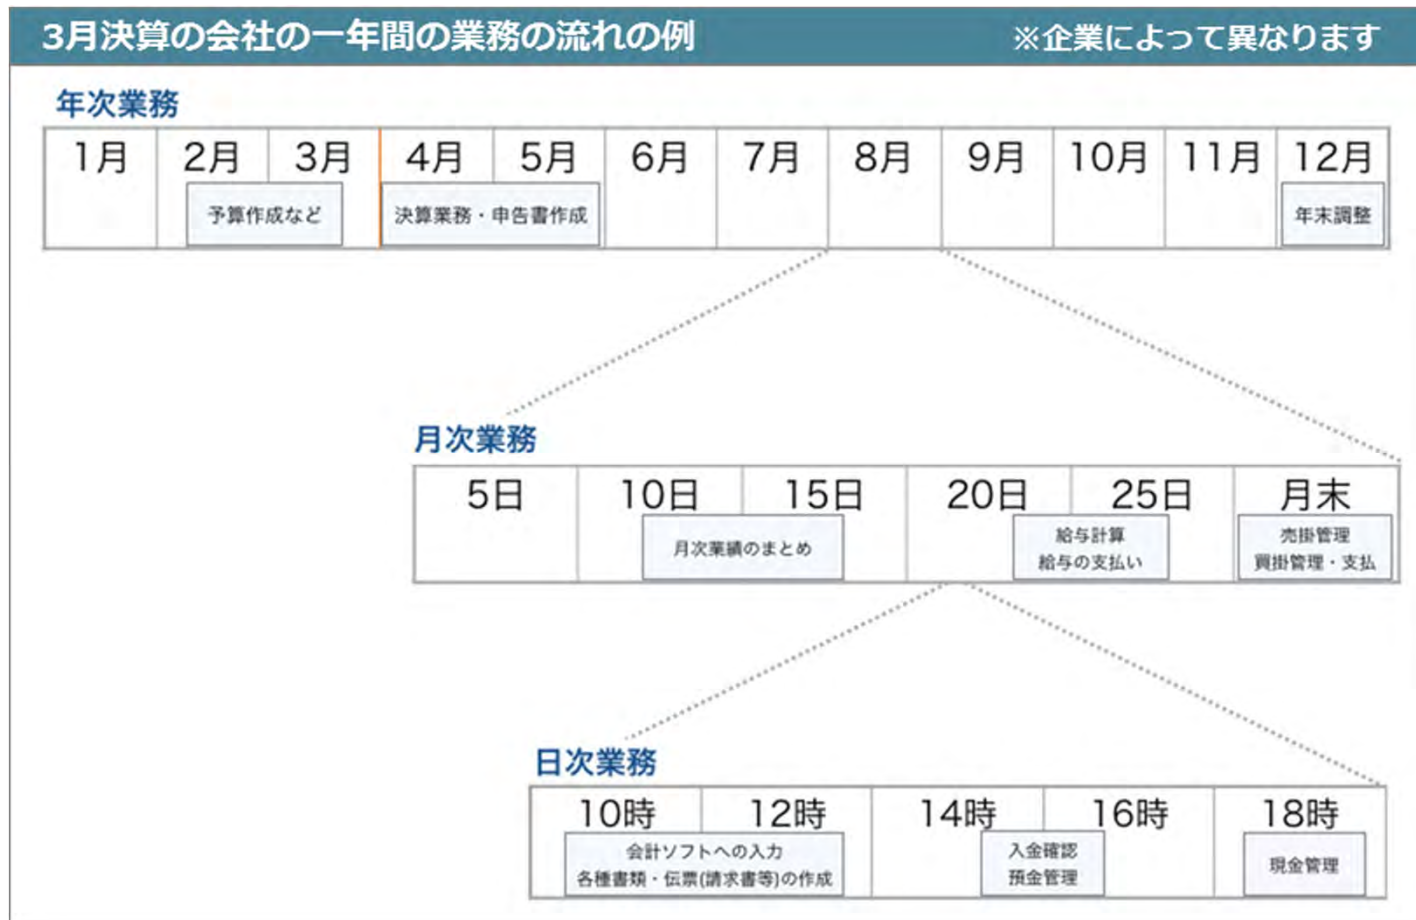 3月決算の会社の一年間の業務の流れの例 ※企業によって異なります
年次業務
1月 2月 3月 4月 5月 6月 7月 8月 9月 10月 11月 12月
予算作成など 決算業務・申告書作成 年末調整
月次業務
5日 10日 15日 20日 25日 月末
月次業績のまとめ
給与計算
給与の支払い
売掛管理
買掛管理・支払
日次業務
10時 12時 14時 16時 18時
会計ソフトへの入力
各種書類・伝票(請求書等)の作成
入金確認
預金管理
現金管理